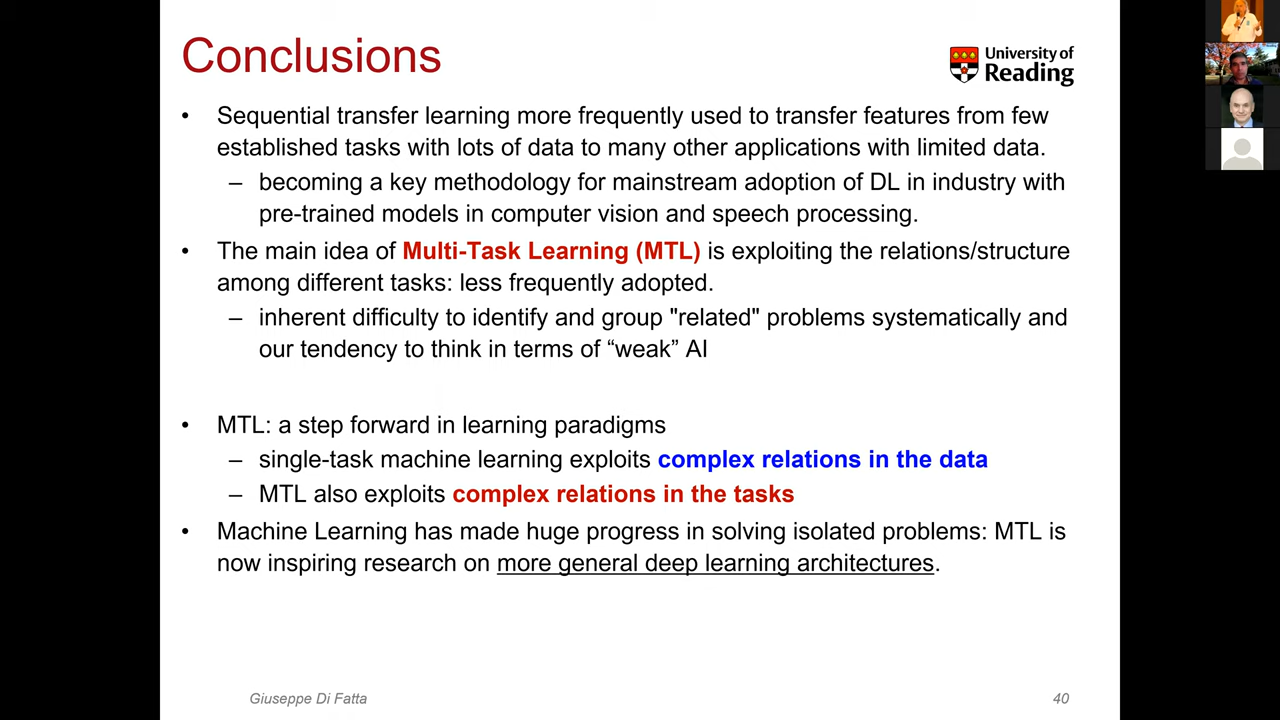 Conclusions
University of
Reading
• Sequential transfer learning more frequently used to transfer features from few
established tasks with lots of data to many other applications with limited data.
– becoming a key methodology for mainstream adoption of DL in industry with
pre-trained models in computer vision and speech processing.
• The main idea of Multi-Task Learning (MTL) is exploiting the relations/structure
among different tasks: less frequently adopted.
– inherent difficulty to identify and group "related" problems systematically and
our tendency to think in terms of “weak” AI
• MTL: a step forward in learning paradigms
– single-task machine learning exploits complex relations in the data
– MTL also exploits complex relations in the tasks
• Machine Learning has made huge progress in solving isolated problems: MTL is
now inspiring research on more general deep learning architectures.
Giuseppe Di Fatta
40